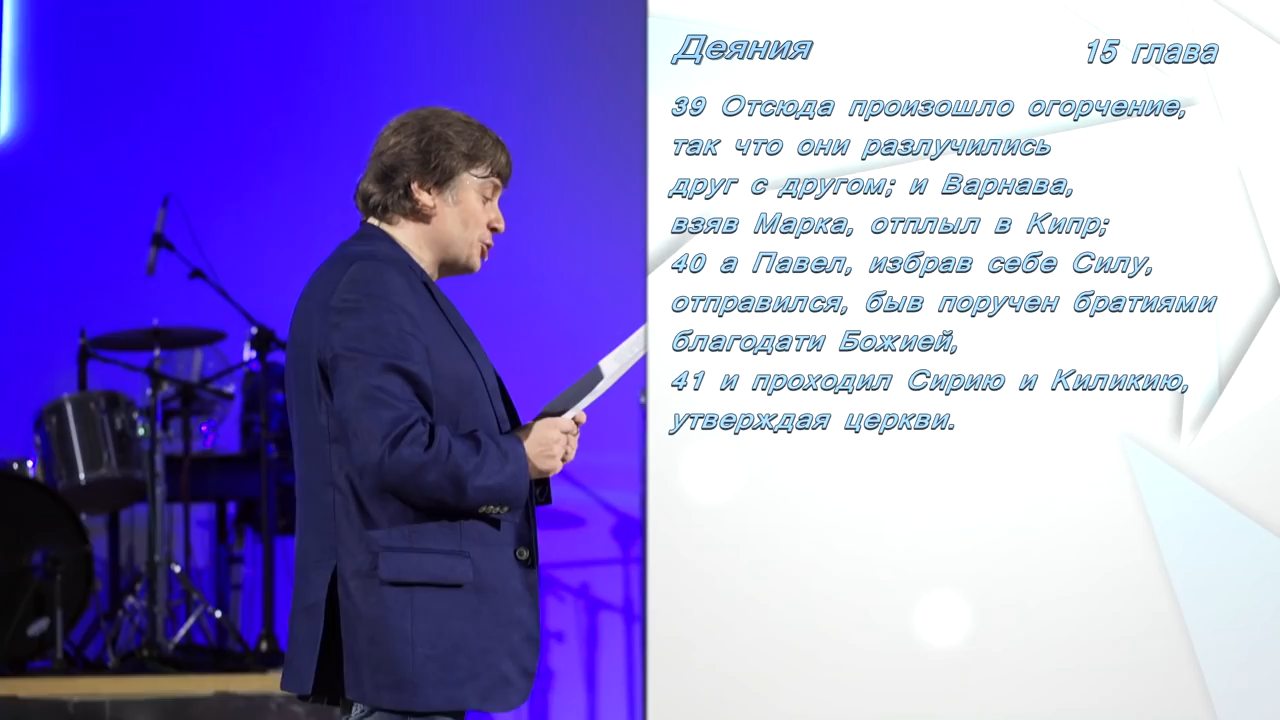 Деяния 15 глава
39 Отсюда произошло огорчение,
так что они разлучились
друг с другом; и Варнава,
взяв Марка, отплыл в Кипр;
40 а Павел, избрав себе Силу,
отправился, быв поручен братиями
благодати Божией,
41 и проходил Сирию и Киликию,
утверждая церкви.